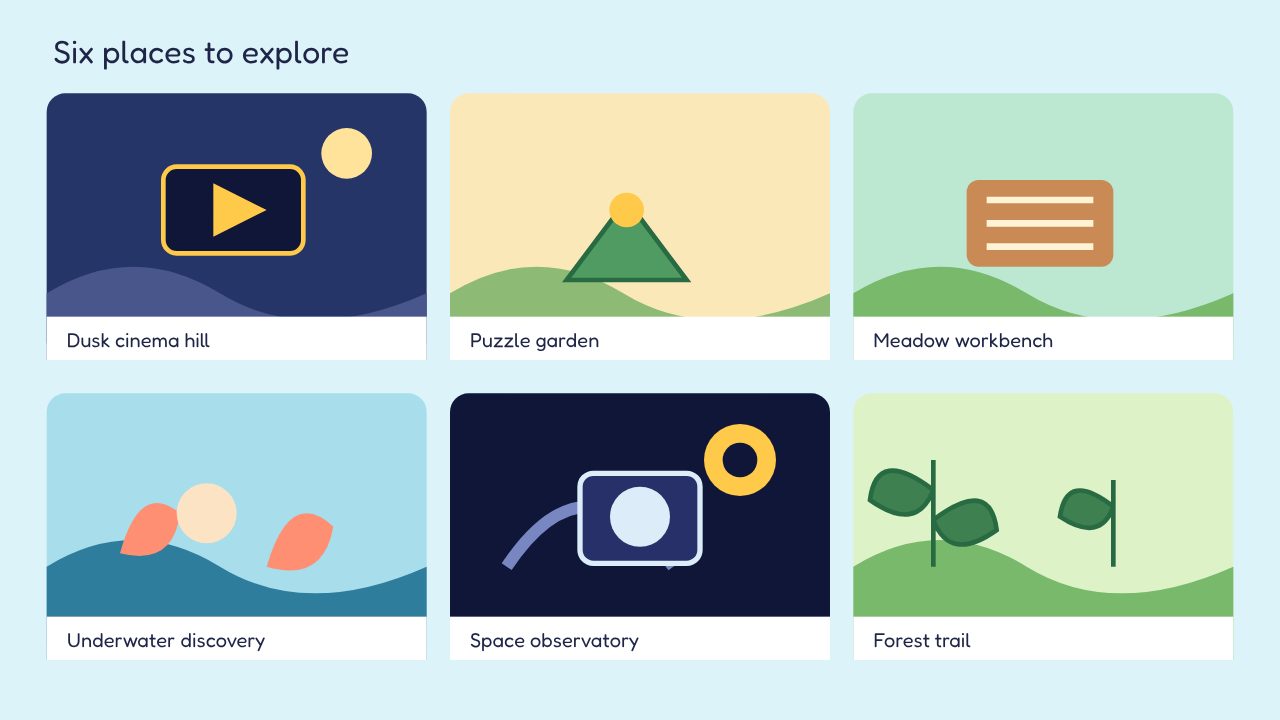 Six places to explore
Dusk cinema hill
Puzzle garden
Meadow workbench
Underwater discovery
Space observatory
Forest trail